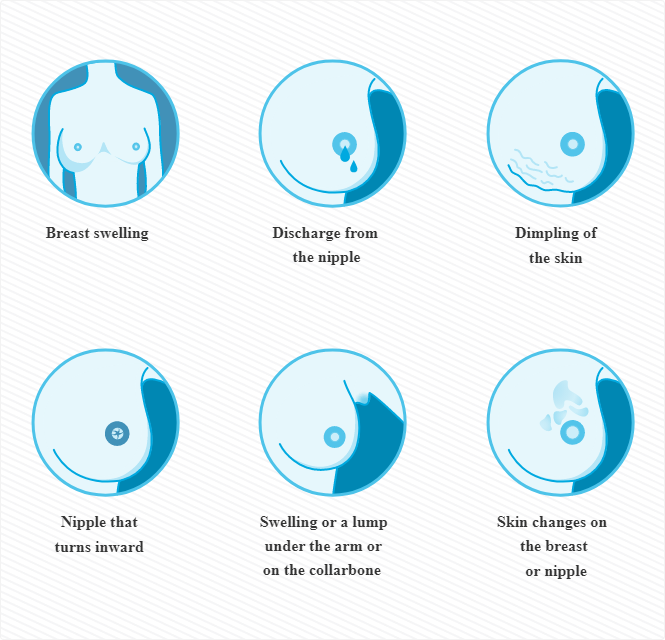 Breast swelling
Discharge from
the nipple
Dimpling of
the skin
Nipple that
turns inward
Swelling or a lump
under the arm or
on the collarbone
Skin changes on
the breast
or nipple